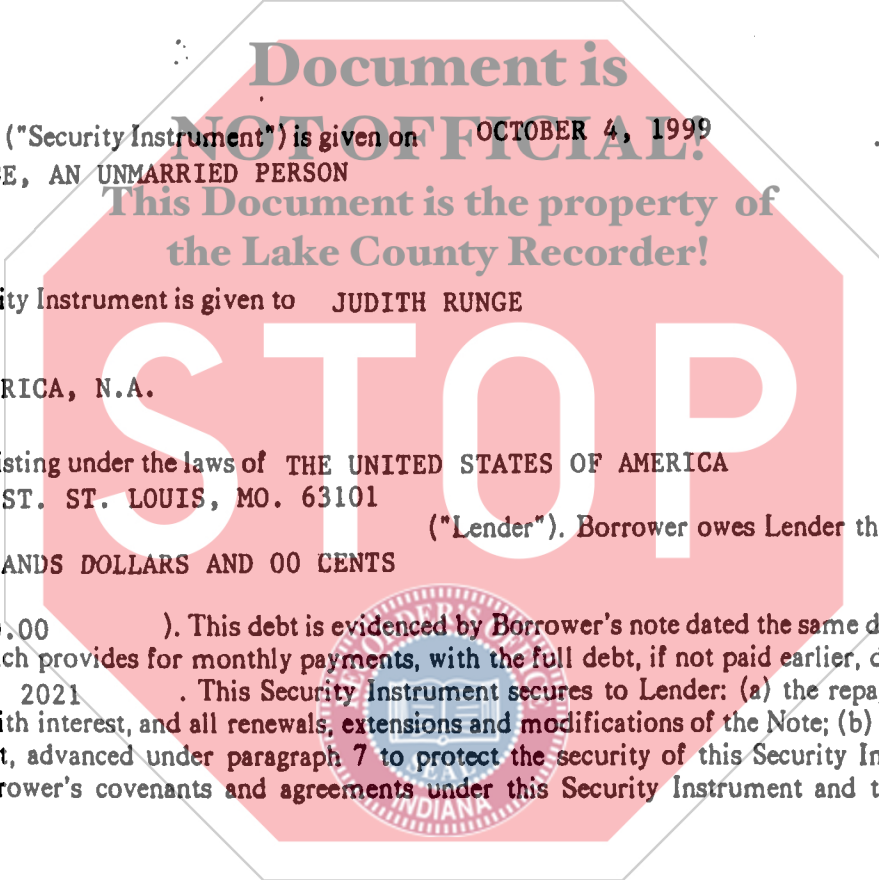 Document is
("Security Instrument") is given on OCTOBER 4, 1999
NOT OFFICIAL!
E, AN UNMARRIED PERSON
This Document is the property of
the Lake County Recorder!
ity Instrument is given to JUDITH RUNGE
RICA, N.A.
STOP
isting under the laws of THE UNITED STATES OF AMERICA
ST. ST. LOUIS, MO. 63101
("Lender"). Borrower owes Lender th
ANDS DOLLARS AND 00 CENTS
.00 ). This debt is evidenced by Borrower's note dated the same d
ch provides for monthly payments, with the full debt, if not paid earlier, d
2021 . This Security Instrument secures to Lender: (a) the repa
ith interest, and all renewals, extensions and modifications of the Note; (b)
t, advanced under paragraph 7 to protect the security of this Security In
rower's covenants and agreements under this Security Instrument and t
RECORDER'S OFFICE
SEAL
INDIANA